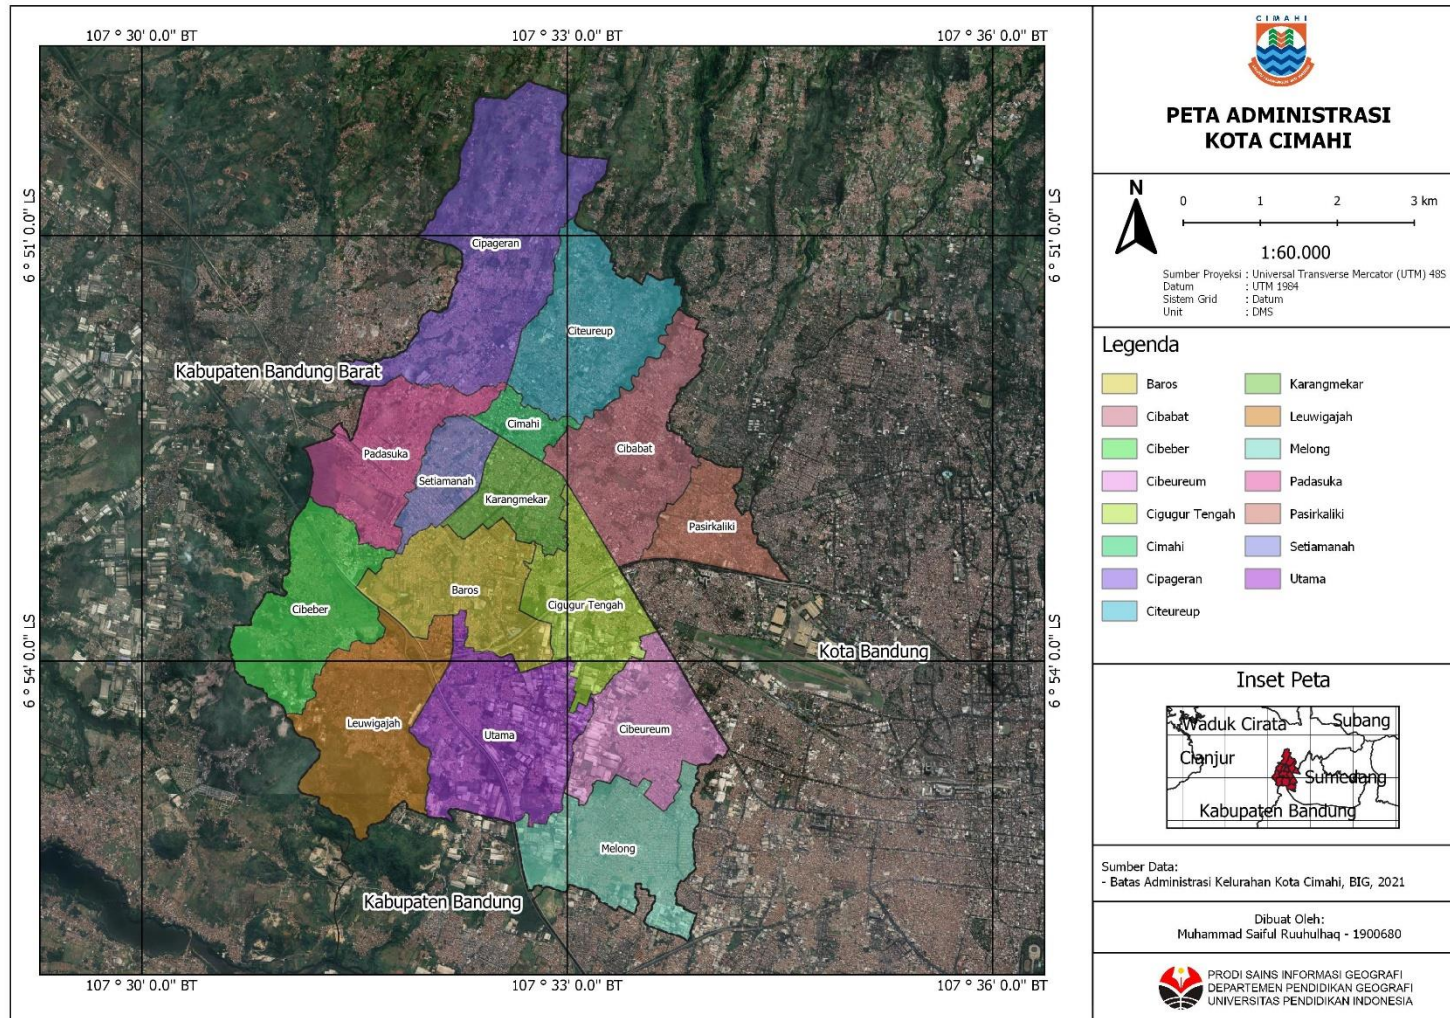 107 ° 30' 0.0" BT
107 ° 33' 0.0" BT
107 ° 36' 0.0" BT
6 ° 51' 0.0" LS
6 ° 51' 0.0" LS
Cipageran
Citeureup
Kabupaten Bandung Barat
Cimahi
Padasuka
Cibabat
Setiamanah
Karangmekar
Pasirkaliki
Baros
Cibeber
Cigugur Tengah
6 ° 54' 0.0" LS
6 ° 54' 0.0" LS
Kota Bandung
Leuwigajah
Utama
Cibeureum
Melong
Kabupaten Bandung
107 ° 30' 0.0" BT
107 ° 33' 0.0" BT
107 ° 36' 0.0" BT
CIMAHI
PETA ADMINISTRASI
KOTA CIMAHI
N
0 1 2 3 km
1:60.000
Sumber Proyeksi : Universal Transverse Mercator (UTM) 48S
Datum : UTM 1984
Sistem Grid : Datum
Unit : DMS
Legenda
Baros
Cibabat
Cibeber
Cibeureum
Cigugur Tengah
Cimahi
Cipageran
Citeureup
Karangmekar
Leuwigajah
Melong
Padasuka
Pasirkaliki
Setiamanah
Utama
Inset Peta
Waduk Cirata
Subang
Cianjur
Sumedang
Kabupaten Bandung
Sumber Data:
- Batas Administrasi Kelurahan Kota Cimahi, BIG, 2021
Dibuat Oleh:
Muhammad Saiful Ruuhulhaq - 1900680
PRODI SAINS INFORMASI GEOGRAFI
DEPARTEMEN PENDIDIKAN GEOGRAFI
UNIVERSITAS PENDIDIKAN INDONESIA